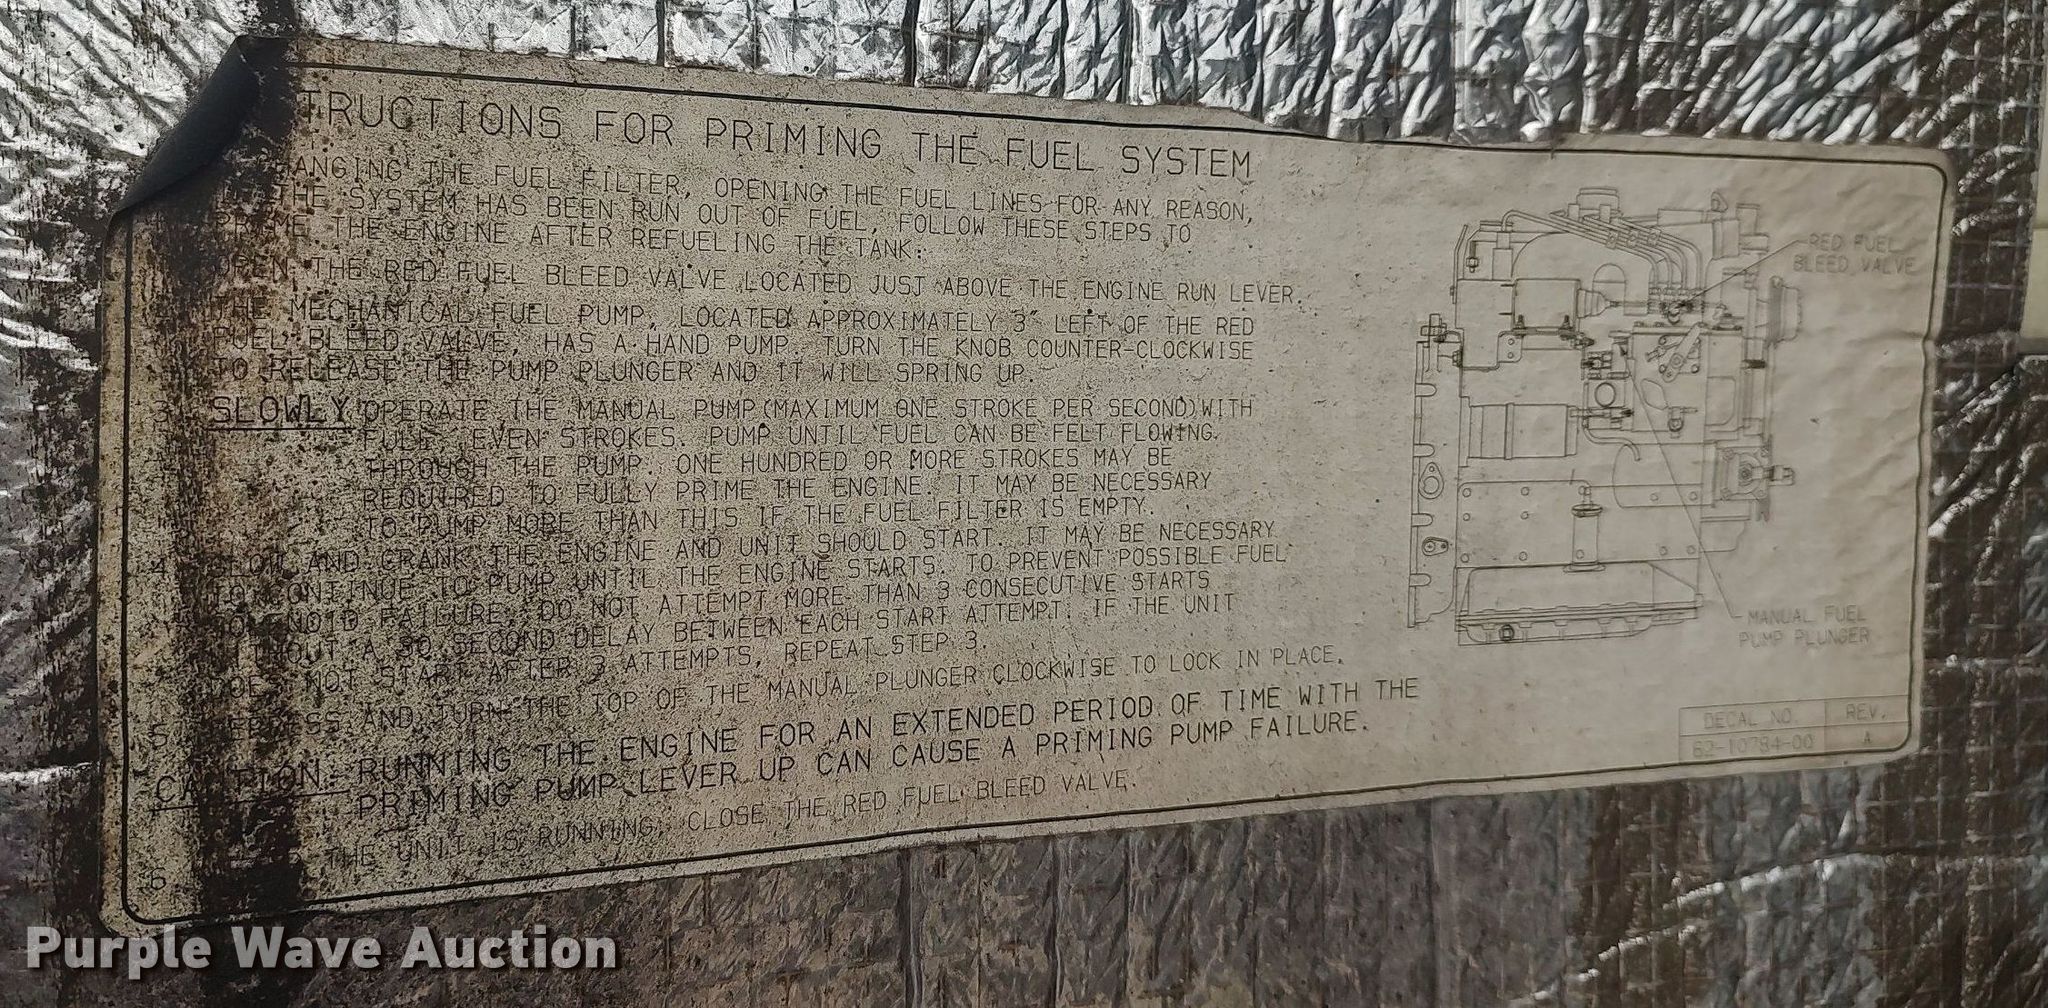 TRUCTIONS FOR PRIMING THE FUEL SYSTEM
ANGING THE FUEL FILTER, OPENING THE FUEL LINES FOR ANY REASON,
THE SYSTEM HAS BEEN RUN OUT OF FUEL, FOLLOW THESE STEPS TO
PRIME THE ENGINE AFTER REFUELING THE TANK:
OPEN THE RED FUEL BLEED VALVE LOCATED JUST ABOVE THE ENGINE RUN LEVER.
THE MECHANICAL FUEL PUMP, LOCATED APPROXIMATELY 3" LEFT OF THE RED
FUEL BLEED VALVE, HAS A HAND PUMP. TURN THE KNOB COUNTER-CLOCKWISE
TO RELEASE THE PUMP PLUNGER AND IT WILL SPRING UP.
3. SLOWLY OPERATE THE MANUAL PUMP (MAXIMUM ONE STROKE PER SECOND) WITH
FULL, EVEN STROKES. PUMP UNTIL FUEL CAN BE FELT FLOWING
THROUGH THE PUMP. ONE HUNDRED OR MORE STROKES MAY BE
REQUIRED TO FULLY PRIME THE ENGINE. IT MAY BE NECESSARY
TO PUMP MORE THAN THIS IF THE FUEL FILTER IS EMPTY.
4. AND CRANK THE ENGINE AND UNIT SHOULD START. IT MAY BE NECESSARY
TO CONTINUE TO PUMP UNTIL THE ENGINE STARTS. TO PREVENT POSSIBLE FUEL
SOLENOID FAILURE, DO NOT ATTEMPT MORE THAN 3 CONSECUTIVE STARTS
WITHOUT A 30 SECOND DELAY BETWEEN EACH START ATTEMPT. IF THE UNIT
DOES NOT START AFTER 3 ATTEMPTS, REPEAT STEP 3.
5. DEPRESS AND TURN THE TOP OF THE MANUAL PLUNGER CLOCKWISE TO LOCK IN PLACE.
CAUTION: RUNNING THE ENGINE FOR AN EXTENDED PERIOD OF TIME WITH THE
PRIMING PUMP LEVER UP CAN CAUSE A PRIMING PUMP FAILURE.
6. THE UNIT IS RUNNING, CLOSE THE RED FUEL BLEED VALVE.
RED FUEL
BLEED VALVE
MANUAL FUEL
PUMP PLUNGER
DECAL NO. REV.
62-10784-00 A
Purple Wave Auction